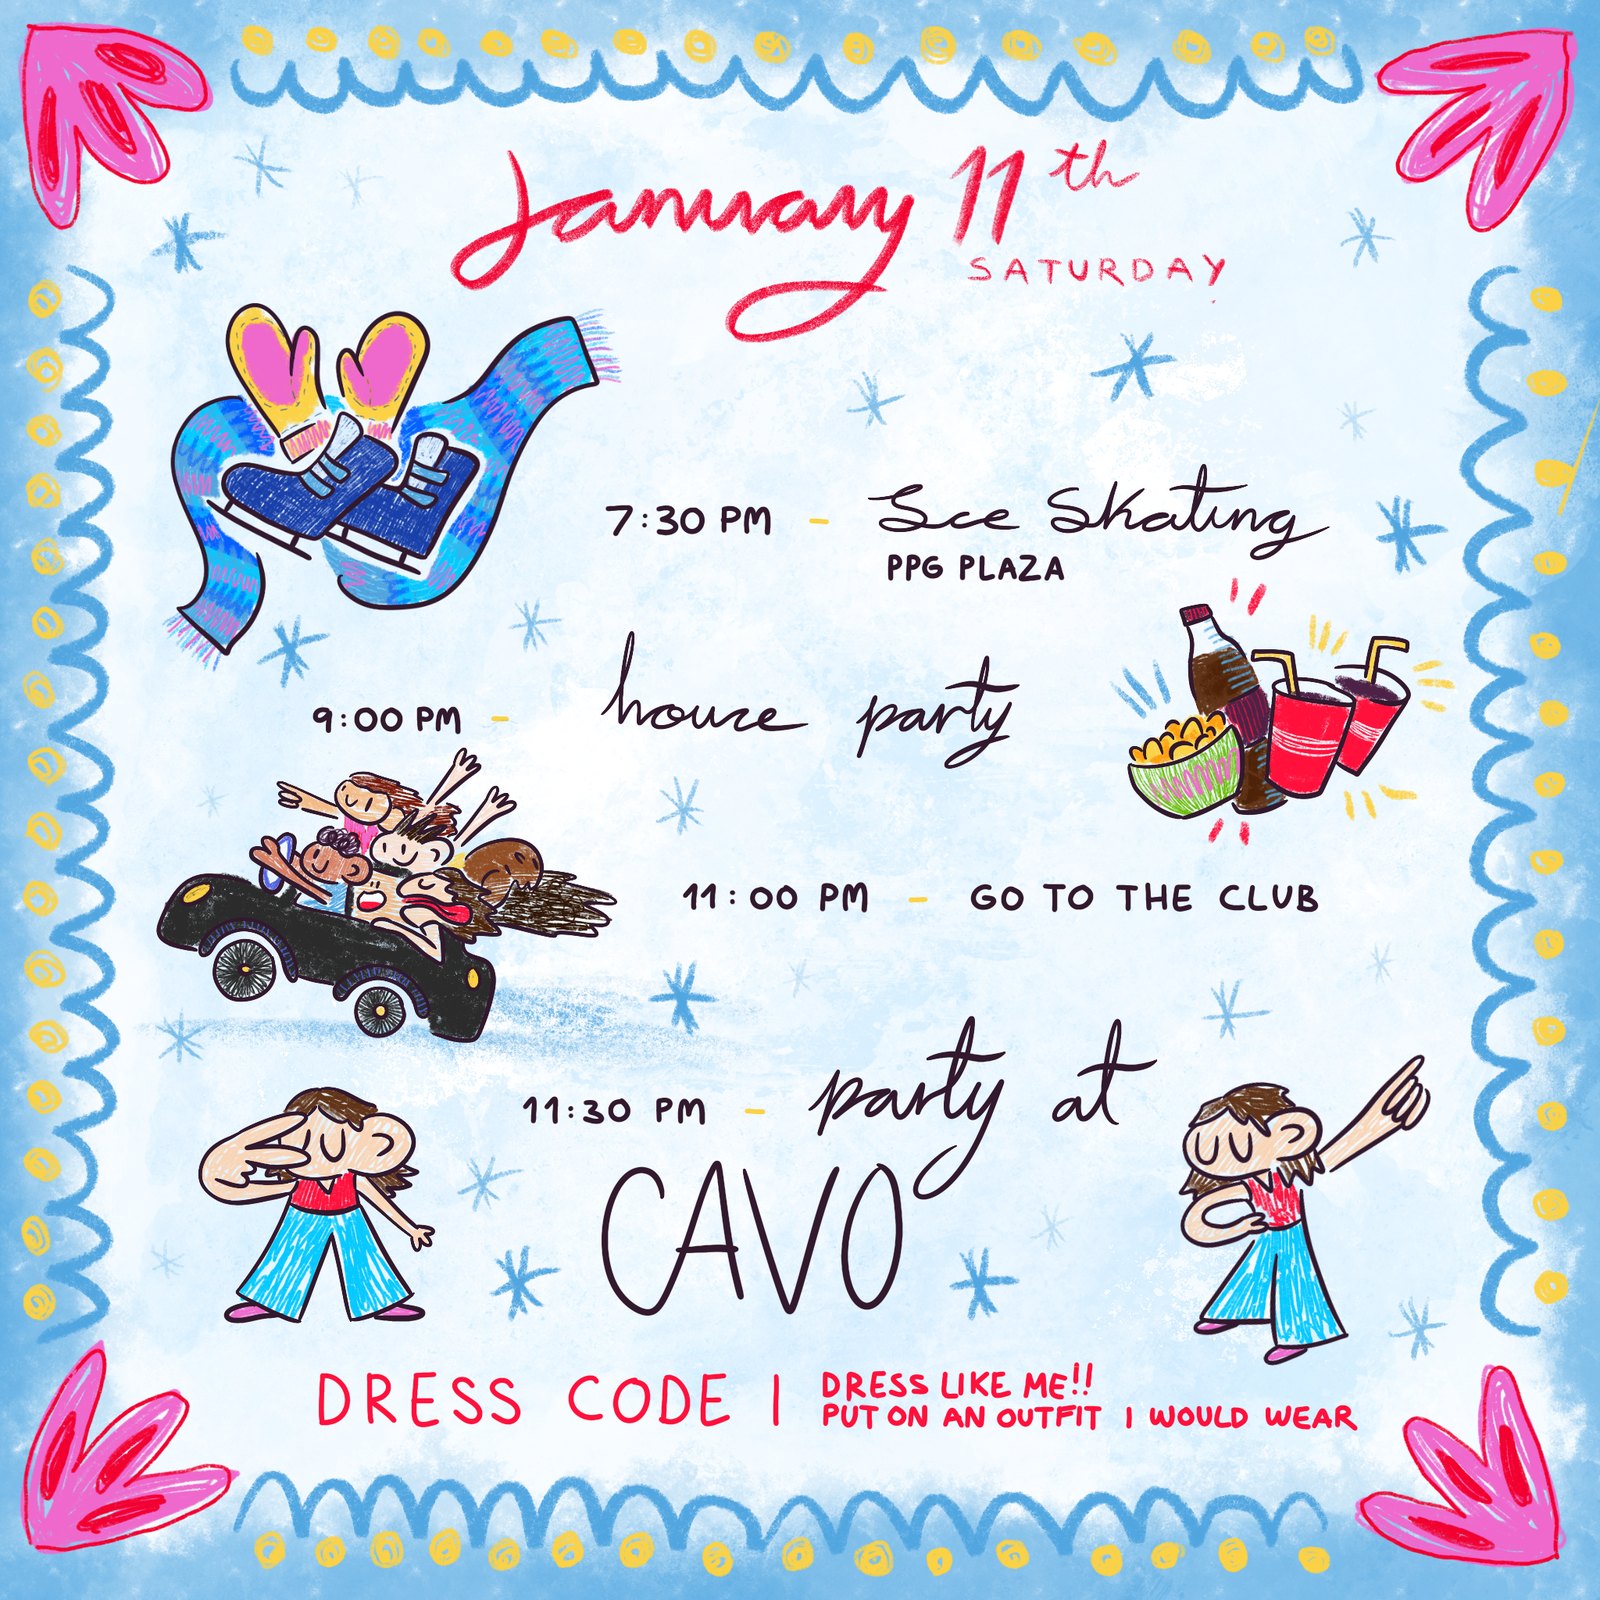 January 11th
SATURDAY
7:30 PM - Ice Skating
PPG PLAZA
9:00 PM - house party
11:00 PM - GO TO THE CLUB
11:30 PM - party at
CAVO
DRESS CODE | DRESS LIKE ME!!
PUT ON AN OUTFIT I WOULD WEAR